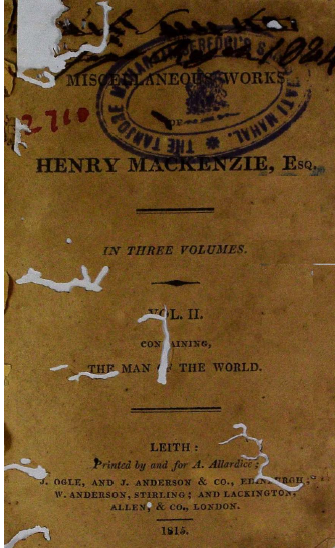 MISCELLANEOUS WORKS
OF
2710
HENRY MACKENZIE, Esq.
IN THREE VOLUMES.
VOL. II.
CONTAINING,
THE MAN OF THE WORLD.
LEITH:
Printed by and for A. Allardice;
J. OGLE, AND J. ANDERSON & CO., EDINBURGH;
W. ANDERSON, STIRLING; AND LACKINGTON,
ALLEN, & CO., LONDON.
1815.